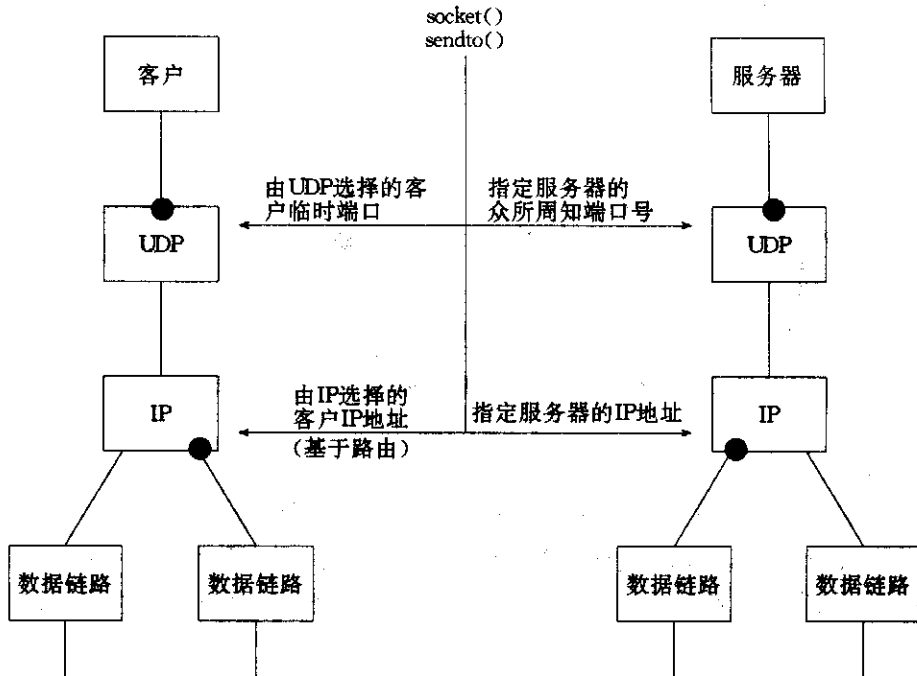 socket()
sendto()
客户
服务器
由UDP选择的客
户临时端口
指定服务器的
众所周知端口号
UDP
UDP
IP
由IP选择的
客户IP地址
(基于路由)
指定服务器的IP地址
IP
数据链路
数据链路
数据链路
数据链路